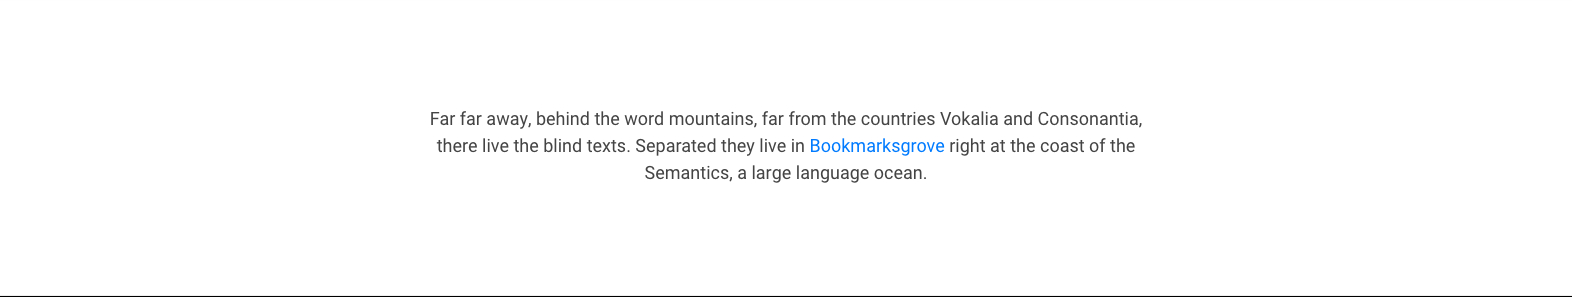 Far far away, behind the word mountains, far from the countries Vokalia and Consonantia,
there live the blind texts. Separated they live in Bookmarksgrove right at the coast of the
Semantics, a large language ocean.